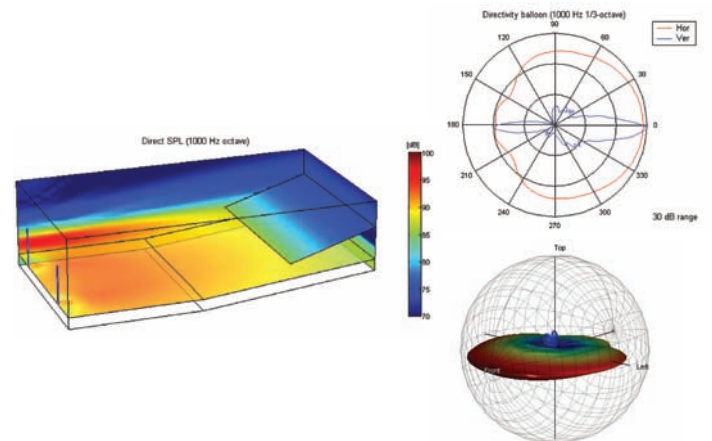 Directivity balloon (1000 Hz 1/3-octave)
Hor
Ver
90
120
60
150
30
180
0
210
330
240
300
270
30 dB range
Direct SPL (1000 Hz octave)
[dB]
100
95
90
85
80
75
70
Top
Front
Left